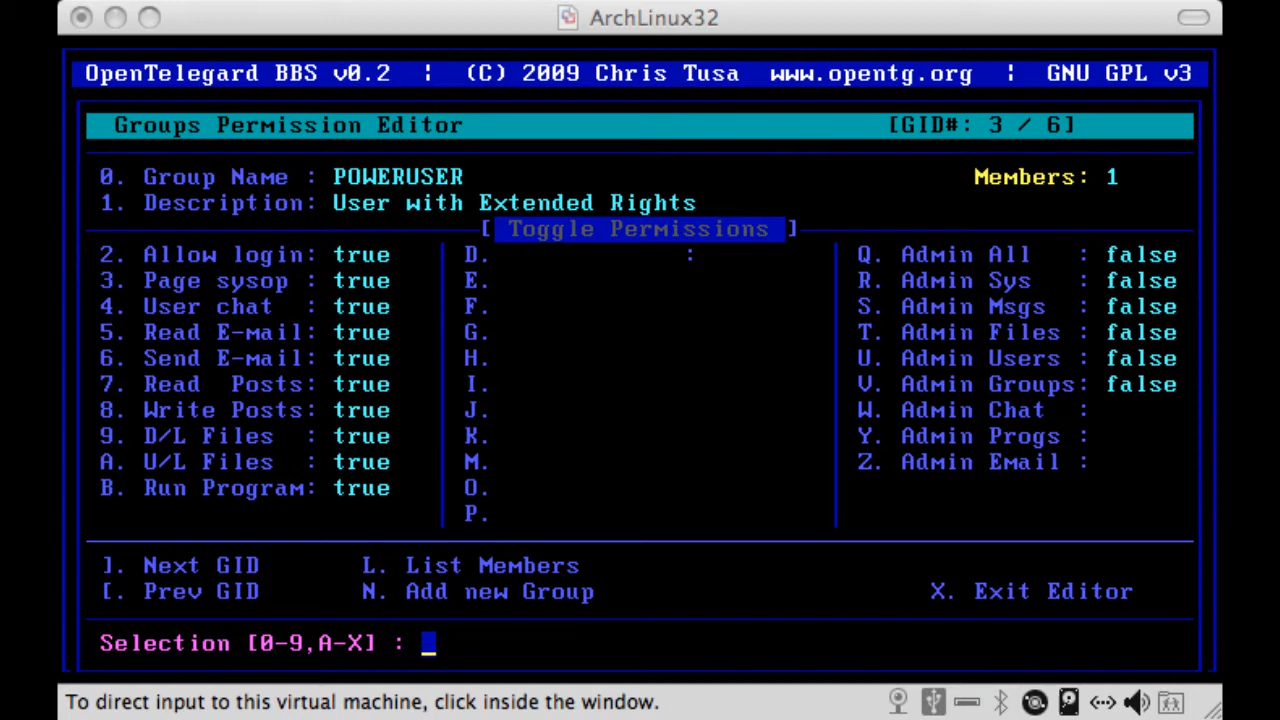 ArchLinux32
OpenTelegard BBS v0.2 ¦ (C) 2009 Chris Tusa www.opentg.org ¦ GNU GPL v3
Groups Permission Editor [GID#: 3 / 6]
0. Group Name : POWERUSER Members: 1
1. Description: User with Extended Rights
[ Toggle Permissions ]
2. Allow login: true D. : Q. Admin All : false
3. Page sysop : true E. R. Admin Sys : false
4. User chat : true F. S. Admin Msgs : false
5. Read E-mail: true G. T. Admin Files : false
6. Send E-mail: true H. U. Admin Users : false
7. Read Posts: true I. V. Admin Groups: false
8. Write Posts: true J. W. Admin Chat :
9. D/L Files : true K. Y. Admin Progs :
A. U/L Files : true M. Z. Admin Email :
B. Run Program: true O.
P.
]. Next GID L. List Members
[. Prev GID N. Add new Group X. Exit Editor
Selection [0-9,A-X] :
To direct input to this virtual machine, click inside the window.